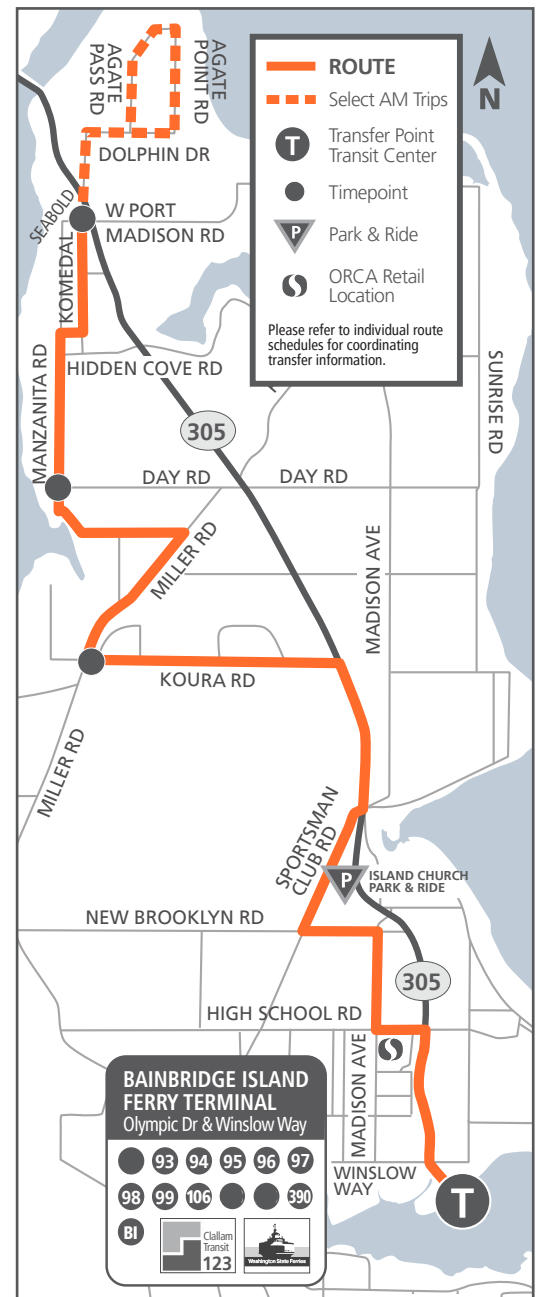 AGATE
PASS RD
AGATE
POINT RD
DOLPHIN DR
ROUTE
Select AM Trips
T
Transfer Point
Transit Center
Timepoint
P
Park & Ride
ORCA Retail
Location
Please refer to individual route
schedules for coordinating
transfer information.
N
SEABOLD
W PORT
MADISON RD
KOMEDAL
HIDDEN COVE RD
MANZANITA RD
SUNRISE RD
305
DAY RD
DAY RD
MILLER RD
MADISON AVE
KOURA RD
MILLER RD
SPORTSMAN
CLUB RD
P
ISLAND CHURCH
PARK & RIDE
NEW BROOKLYN RD
305
HIGH SCHOOL RD
MADISON AVE
WINSLOW
WAY
T
BAINBRIDGE ISLAND
FERRY TERMINAL
Olympic Dr & Winslow Way
93 94 95 96 97
98 99 106 390
BI
Clallam
Transit
123
Washington State Ferries